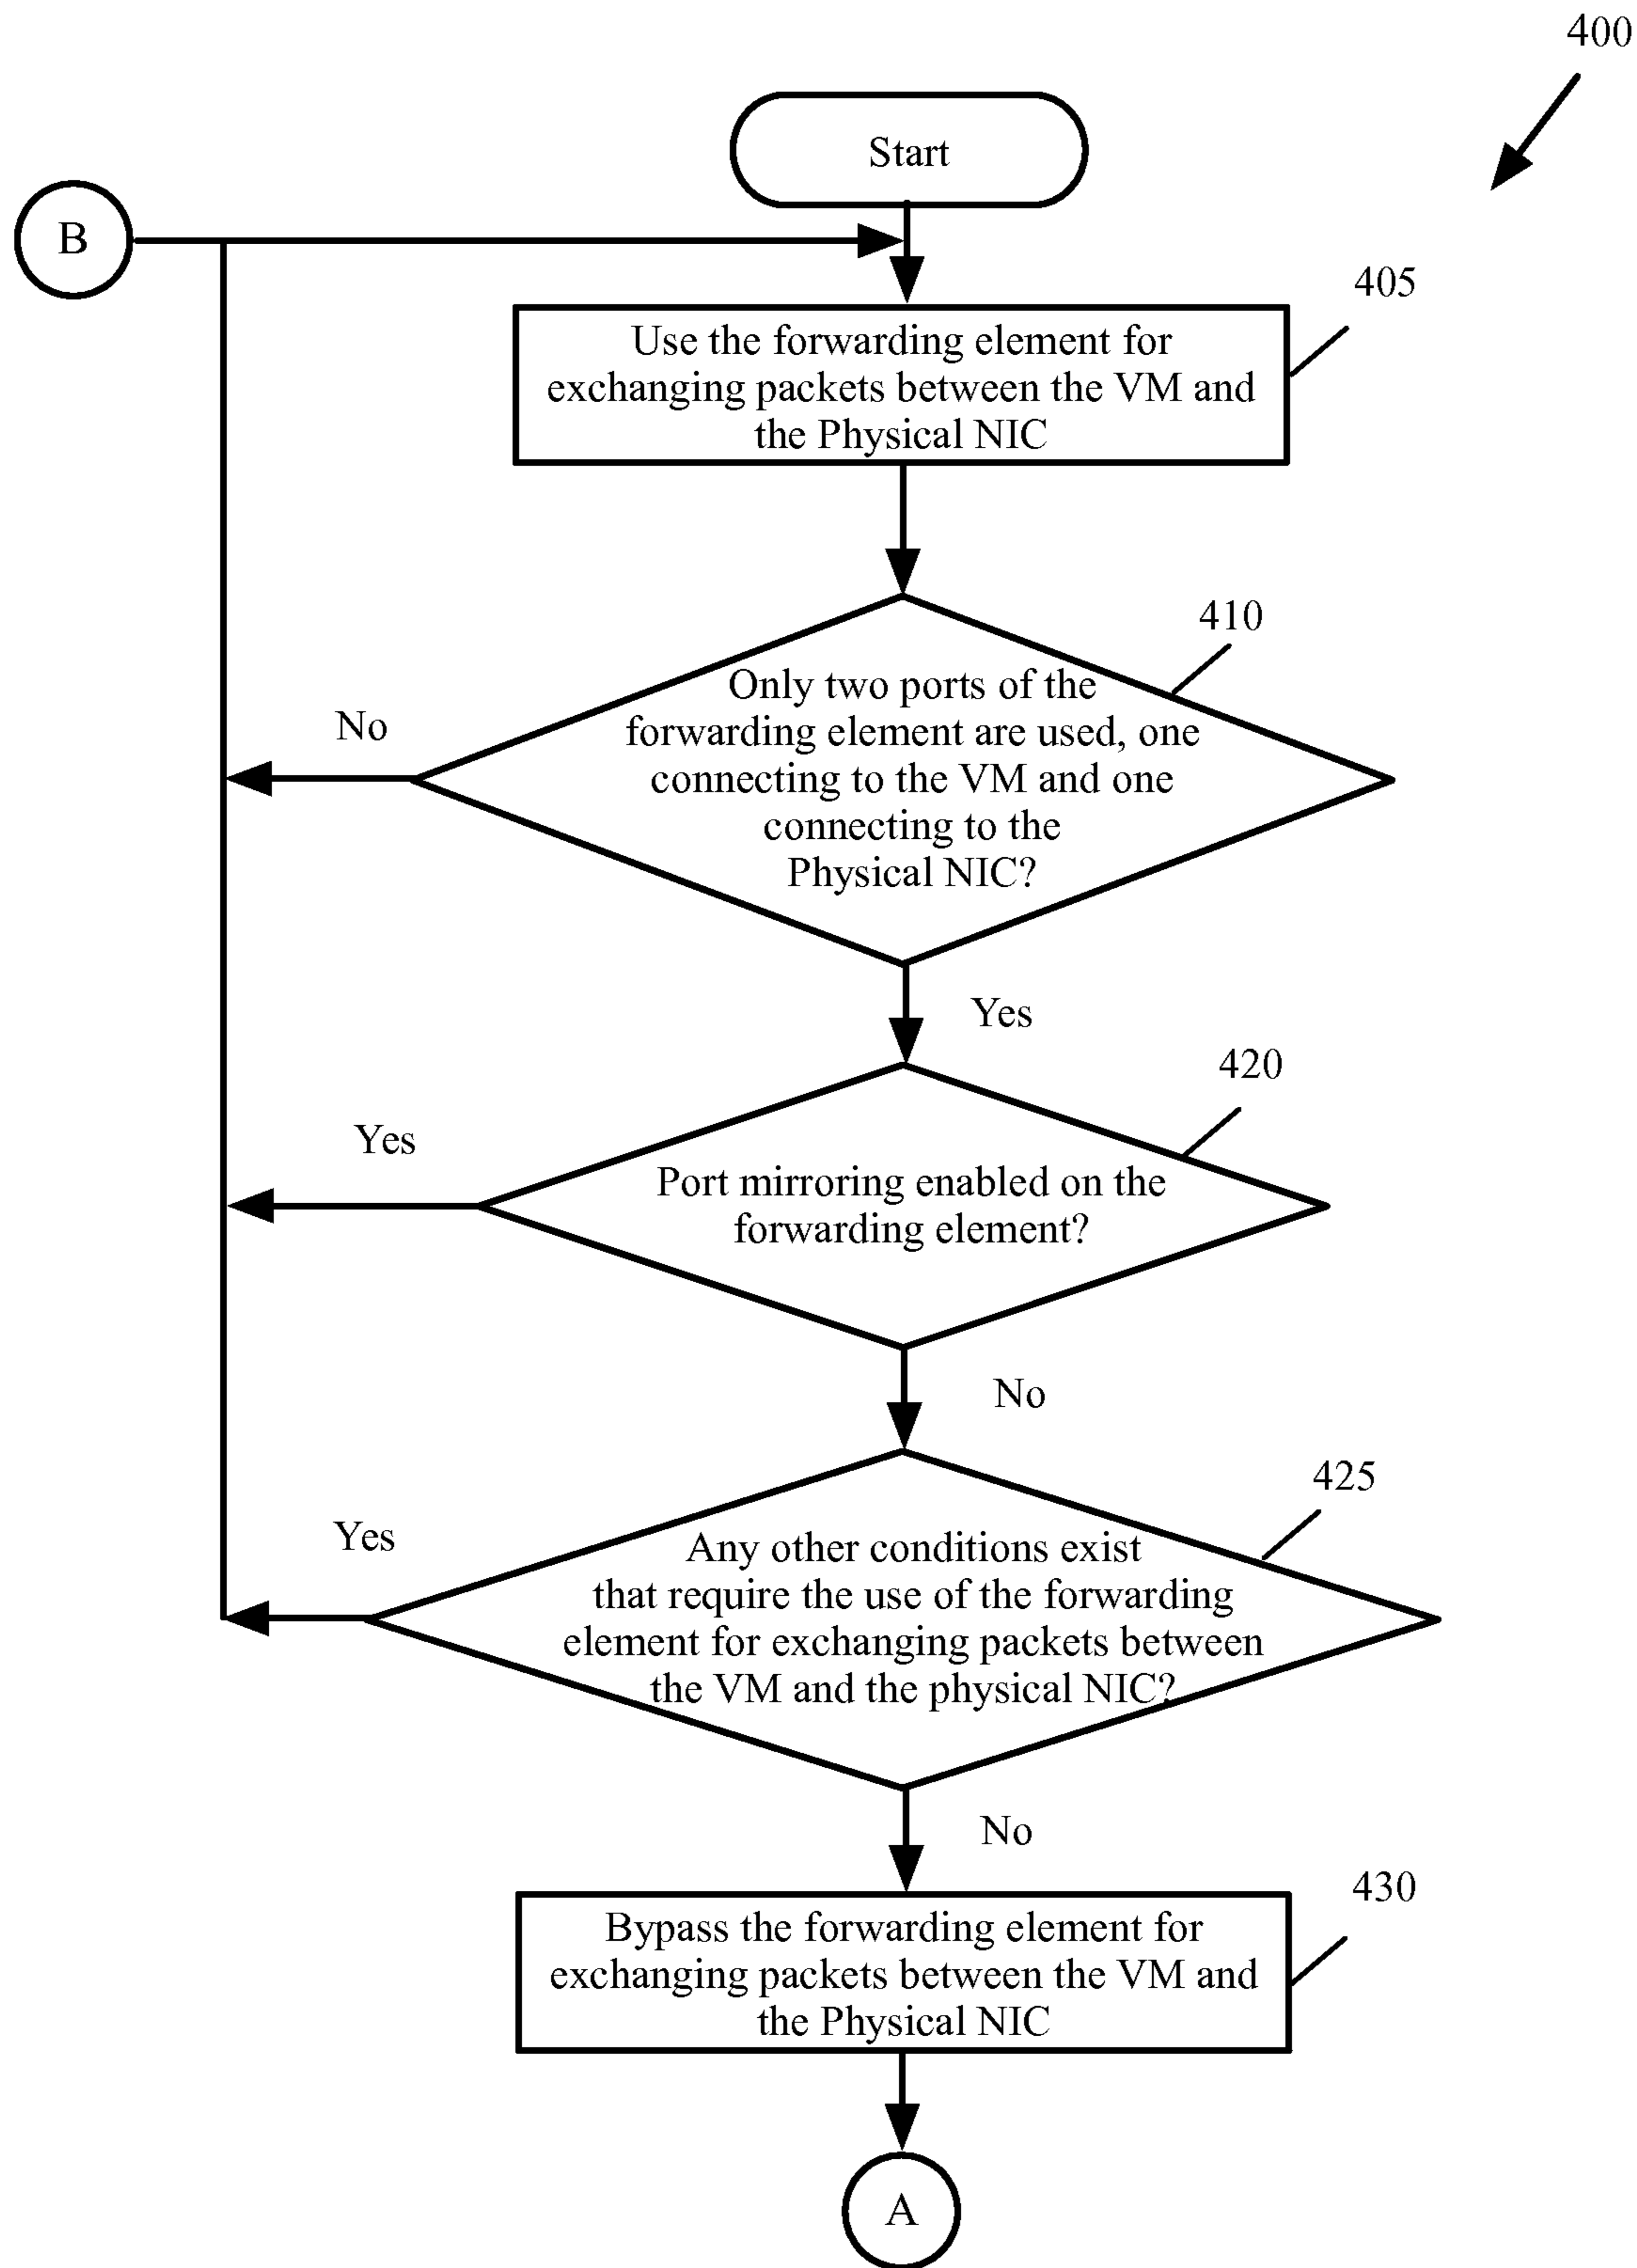 400
Start
B
405
Use the forwarding element for
exchanging packets between the VM and
the Physical NIC
410
Only two ports of the
forwarding element are used, one
connecting to the VM and one
connecting to the
Physical NIC?
No
Yes
420
Port mirroring enabled on the
forwarding element?
Yes
No
425
Any other conditions exist
that require the use of the forwarding
element for exchanging packets between
the VM and the physical NIC?
Yes
No
430
Bypass the forwarding element for
exchanging packets between the VM and
the Physical NIC
A